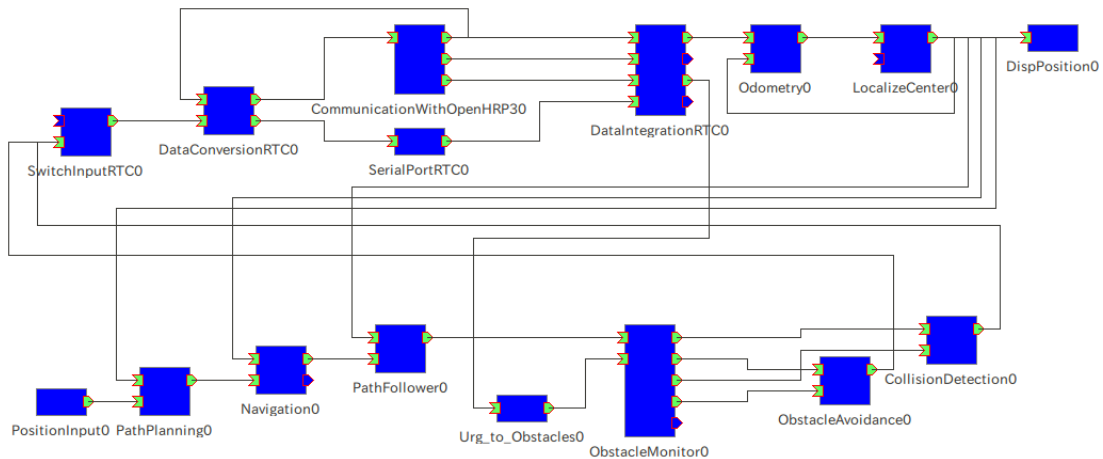 DispPosition0
Odometry0
LocalizeCenter0
CommunicationWithOpenHRP30
DataIntegrationRTC0
DataConversionRTC0
SwitchInputRTC0
SerialPortRTC0
PathFollower0
CollisionDetection0
Navigation0
ObstacleAvoidance0
PositionInput0
PathPlanning0
Urg_to_Obstacles0
ObstacleMonitor0